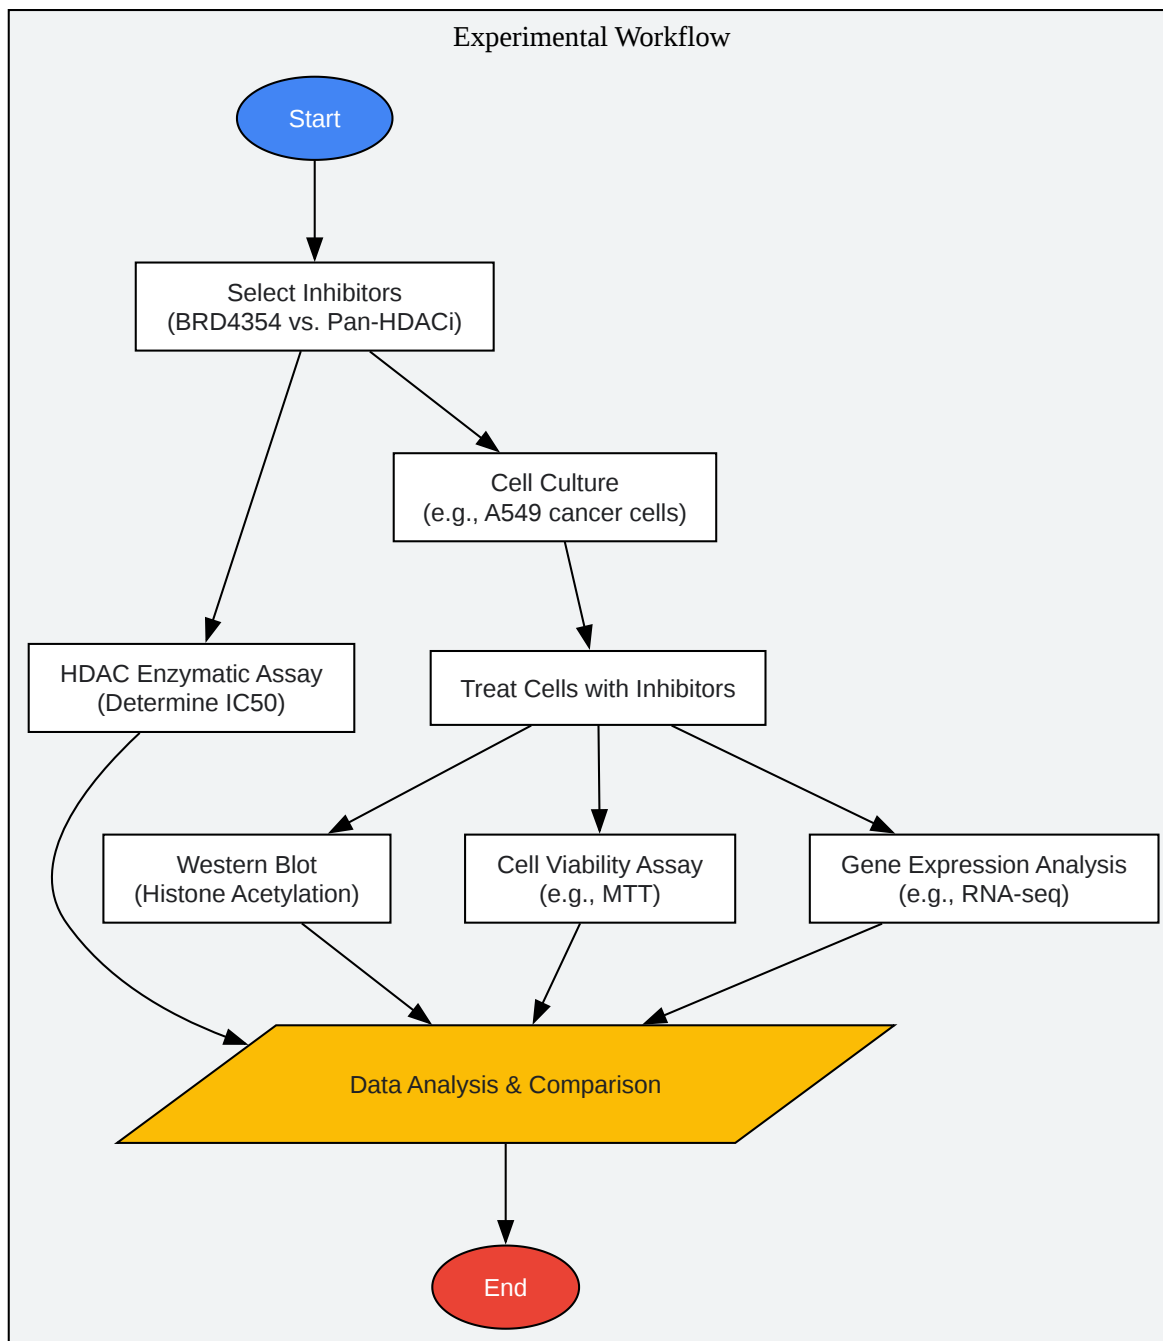 Experimental Workflow
Start
Select Inhibitors
(BRD4354 vs. Pan-HDACi)
Cell Culture
(e.g., A549 cancer cells)
HDAC Enzymatic Assay
(Determine IC50)
Treat Cells with Inhibitors
Western Blot
(Histone Acetylation)
Cell Viability Assay
(e.g., MTT)
Gene Expression Analysis
(e.g., RNA-seq)
Data Analysis & Comparison
End